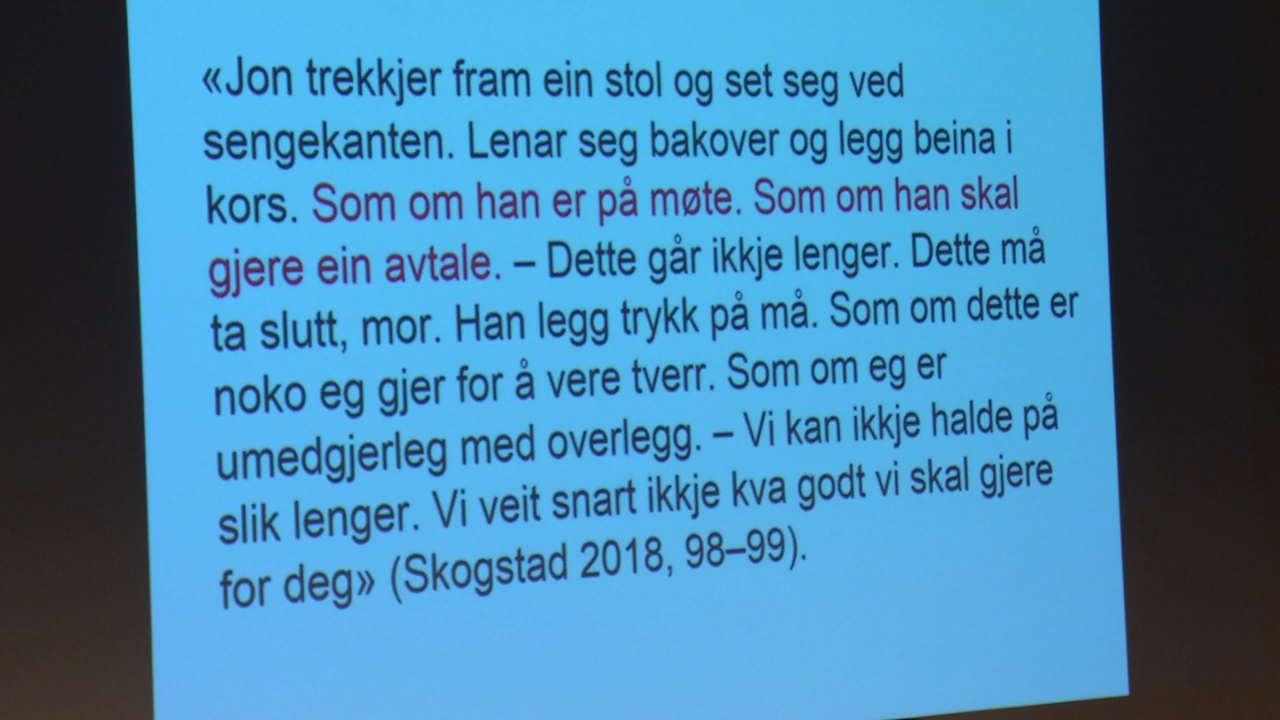 «Jon trekkjer fram ein stol og set seg ved
sengekanten. Lenar seg bakover og legg beina i
kors. Som om han er på møte. Som om han skal
gjere ein avtale. – Dette går ikkje lenger. Dette må
ta slutt, mor. Han legg trykk på må. Som om dette er
noko eg gjer for å vere tverr. Som om eg er
umedgjerleg med overlegg. – Vi kan ikkje halde på
slik lenger. Vi veit snart ikkje kva godt vi skal gjere
for deg» (Skogstad 2018, 98–99).